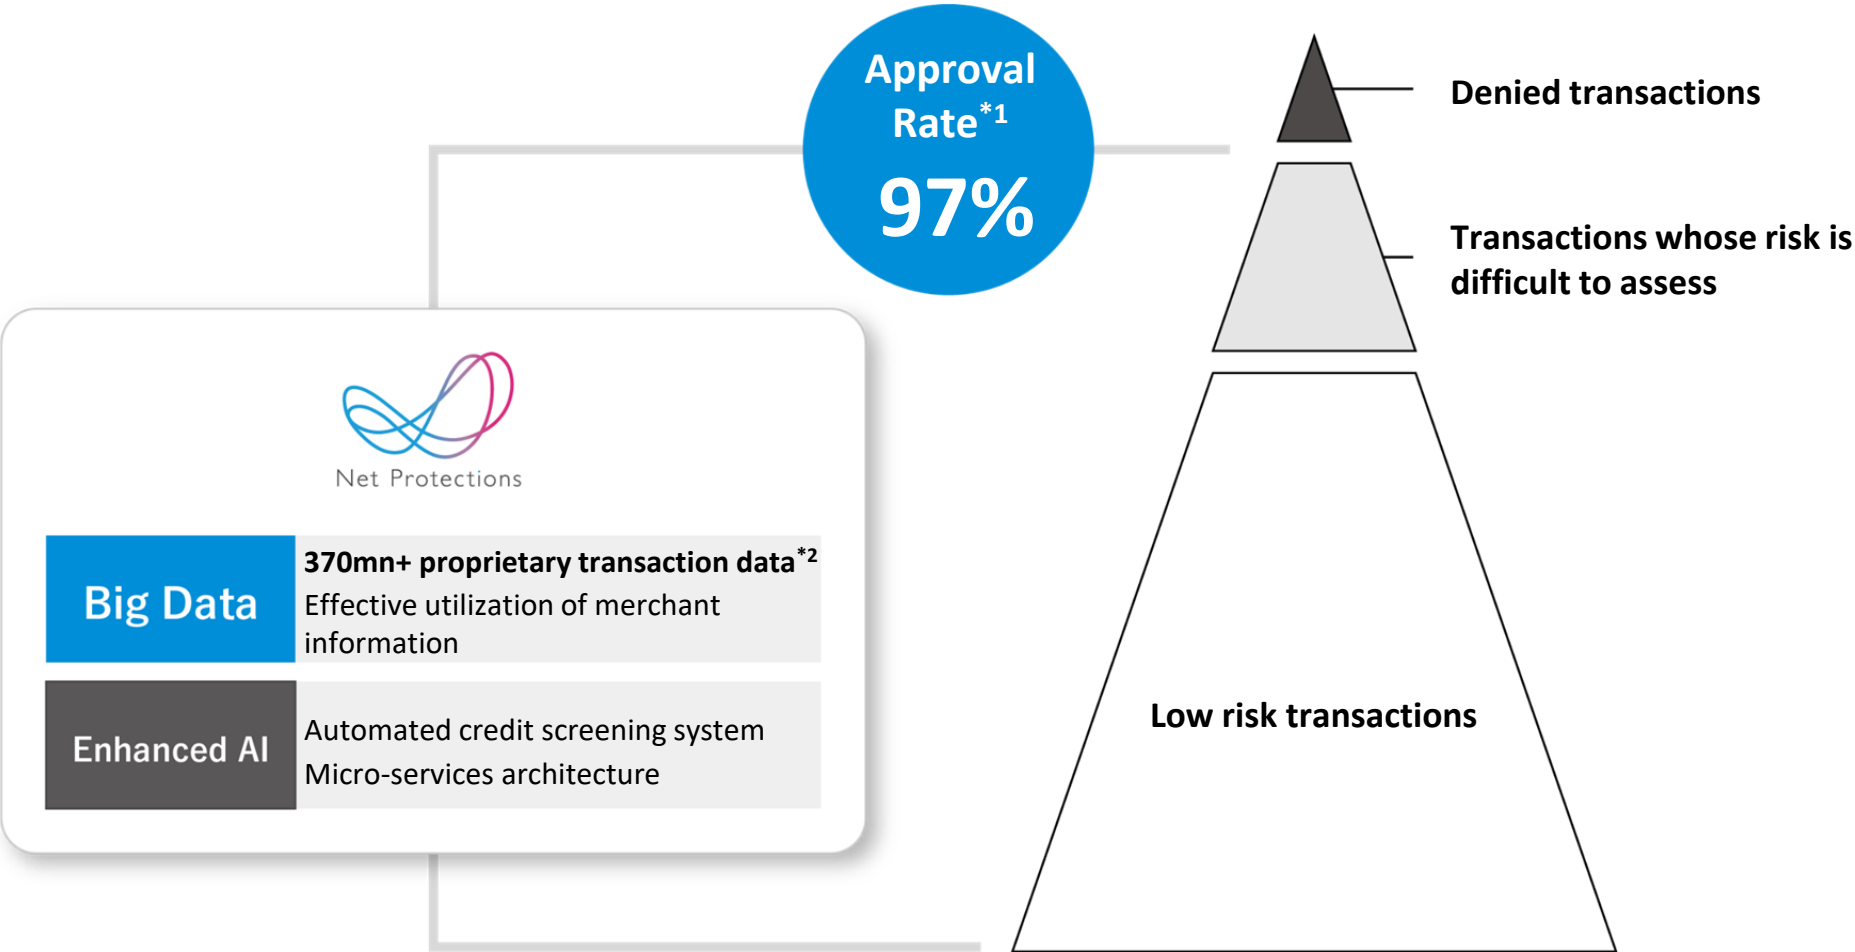 Approval
Rate*1
97%
Denied transactions
Transactions whose risk is
difficult to assess
Low risk transactions
Net Protections
Big Data
370mn+ proprietary transaction data*2
Effective utilization of merchant
information
Enhanced AI
Automated credit screening system
Micro-services architecture